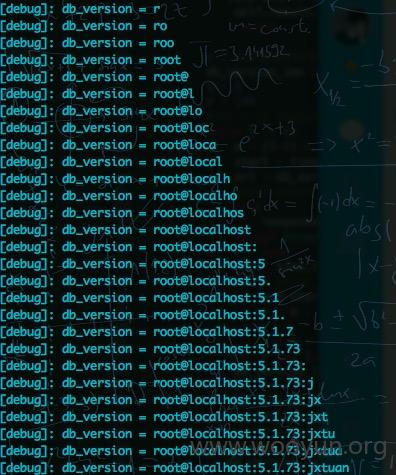 [debug]: db_version = r
[debug]: db_version = ro
[debug]: db_version = roo
[debug]: db_version = root
[debug]: db_version = root@
[debug]: db_version = root@l
[debug]: db_version = root@lo
[debug]: db_version = root@loc
[debug]: db_version = root@loca
[debug]: db_version = root@local
[debug]: db_version = root@localh
[debug]: db_version = root@localho
[debug]: db_version = root@localhos
[debug]: db_version = root@localhost
[debug]: db_version = root@localhost:
[debug]: db_version = root@localhost:5
[debug]: db_version = root@localhost:5.
[debug]: db_version = root@localhost:5.1
[debug]: db_version = root@localhost:5.1.
[debug]: db_version = root@localhost:5.1.7
[debug]: db_version = root@localhost:5.1.73
[debug]: db_version = root@localhost:5.1.73:
[debug]: db_version = root@localhost:5.1.73:j
[debug]: db_version = root@localhost:5.1.73:jx
[debug]: db_version = root@localhost:5.1.73:jxt
[debug]: db_version = root@localhost:5.1.73:jxtu
[debug]: db_version = root@localhost:5.1.73:jxtua
[debug]: db_version = root@localhost:5.1.73:jxtuan
www.wooyun.org